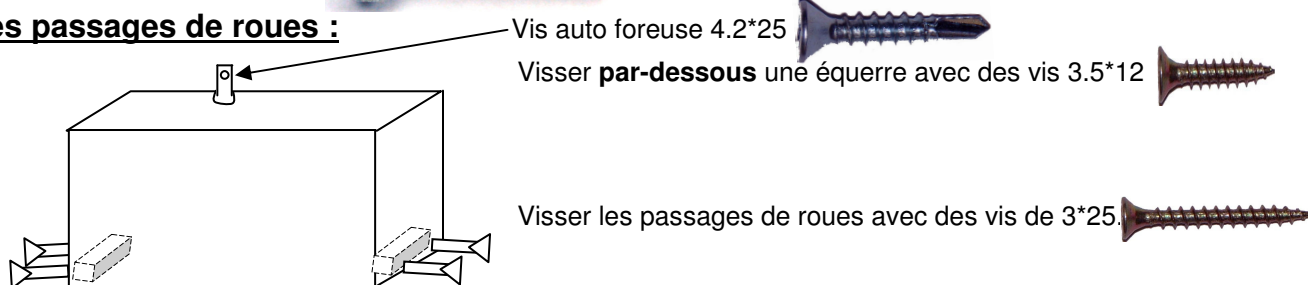 es passages de roues :
Vis auto foreuse 4.2*25
Visser par-dessous une équerre avec des vis 3.5*12
Visser les passages de roues avec des vis de 3*25.